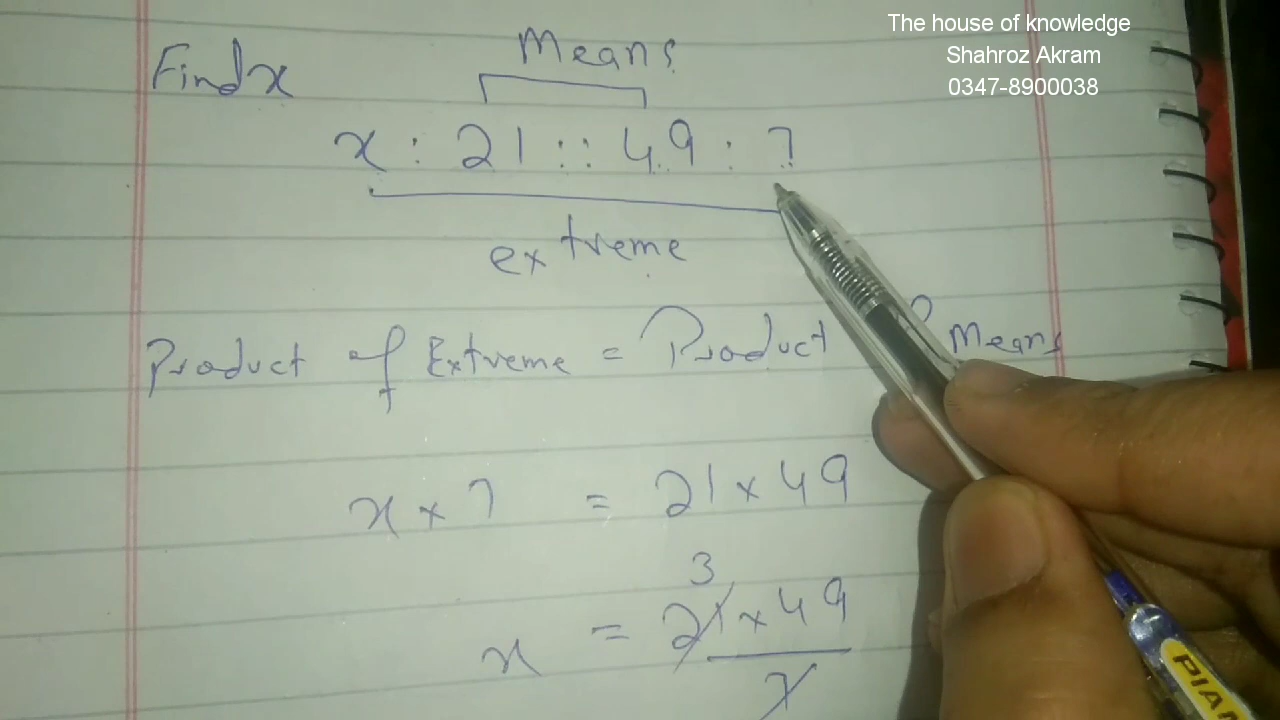 The house of knowledge
Shahroz Akram
0347-8900038
Means
Find x
x : 21 :: 49 : 7
extreme
Product of Extreme = Product Means
x × 7 = 21 × 49
3
x = 21 × 49
7
PIAN